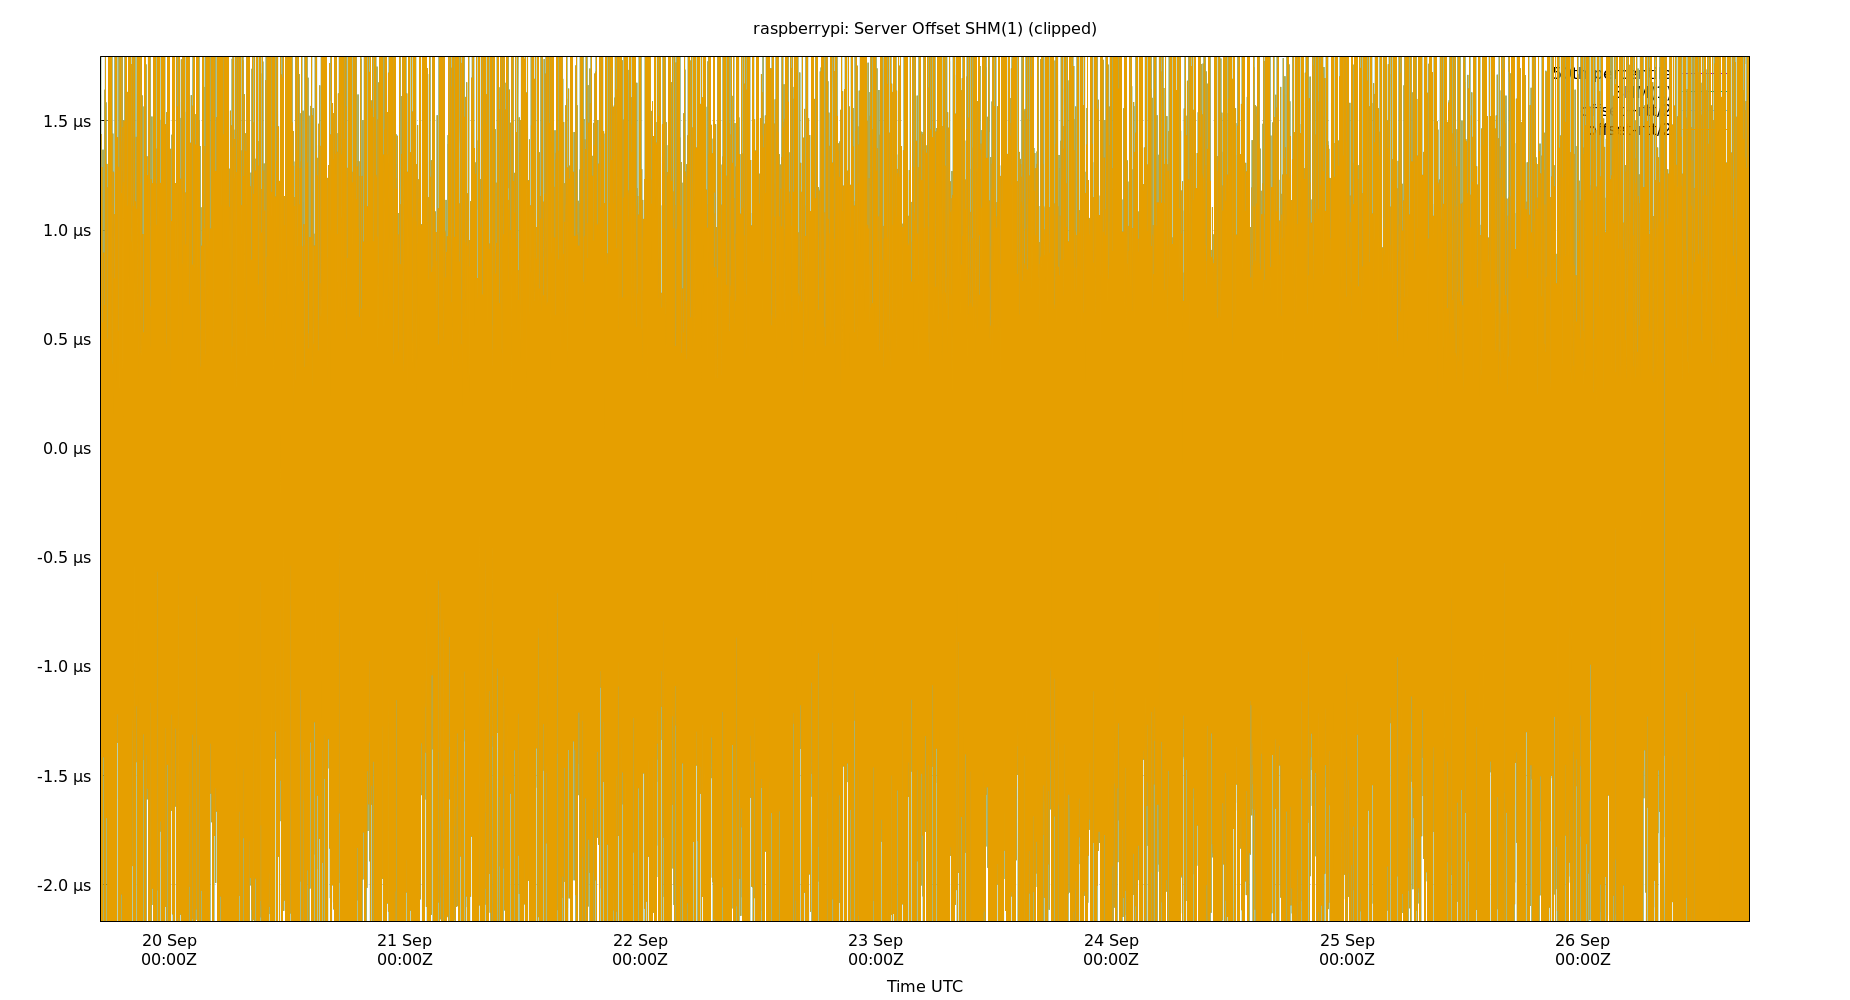 raspberrypi: Server Offset SHM(1) (clipped)
1.5 µs
1.0 µs
0.5 µs
0.0 µs
-0.5 µs
-1.0 µs
-1.5 µs
-2.0 µs
20 Sep 21 Sep 22 Sep 23 Sep 24 Sep 25 Sep 26 Sep
00:00Z 00:00Z 00:00Z 00:00Z 00:00Z 00:00Z 00:00Z
Time UTC